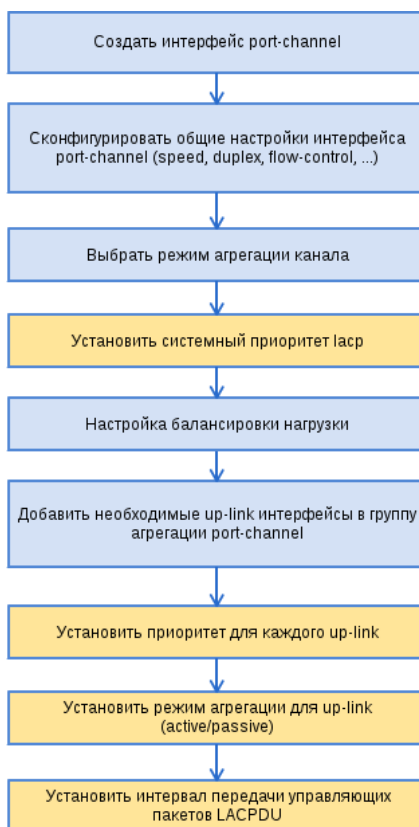 Создать интерфейс port-channel
Сконфигурировать общие настройки интерфейса
port-channel (speed, duplex, flow-control, ...)
Выбрать режим агрегации канала
Установить системный приоритет lacp
Настройка балансировки нагрузки
Добавить необходимые up-link интерфейсы в группу
агрегации port-channel
Установить приоритет для каждого up-link
Установить режим агрегации для up-link
(active/passive)
Установить интервал передачи управляющих
пакетов LACPDU